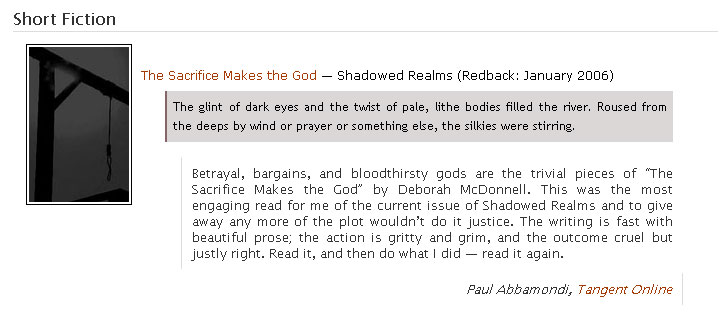 Short Fiction
The Sacrifice Makes the God — Shadowed Realms (Redback: January 2006)
The glint of dark eyes and the twist of pale, lithe bodies filled the river. Roused from
the deeps by wind or prayer or something else, the silkies were stirring.
Betrayal, bargains, and bloodthirsty gods are the trivial pieces of “The
Sacrifice Makes the God” by Deborah McDonnell. This was the most
engaging read for me of the current issue of Shadowed Realms and to give
away any more of the plot wouldn’t do it justice. The writing is fast with
beautiful prose; the action is gritty and grim, and the outcome cruel but
justly right. Read it, and then do what I did — read it again.
Paul Abbamondi, Tangent Online